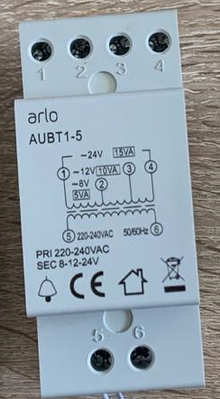 1 2 3 4
arlo
AUBT1-5
~24V 15VA
1 ~12V 10VA 3 4
~8V 2
5VA
5 220-240VAC 50/60Hz 6
PRI 220-240VAC
SEC 8-12-24V
CE
5 6